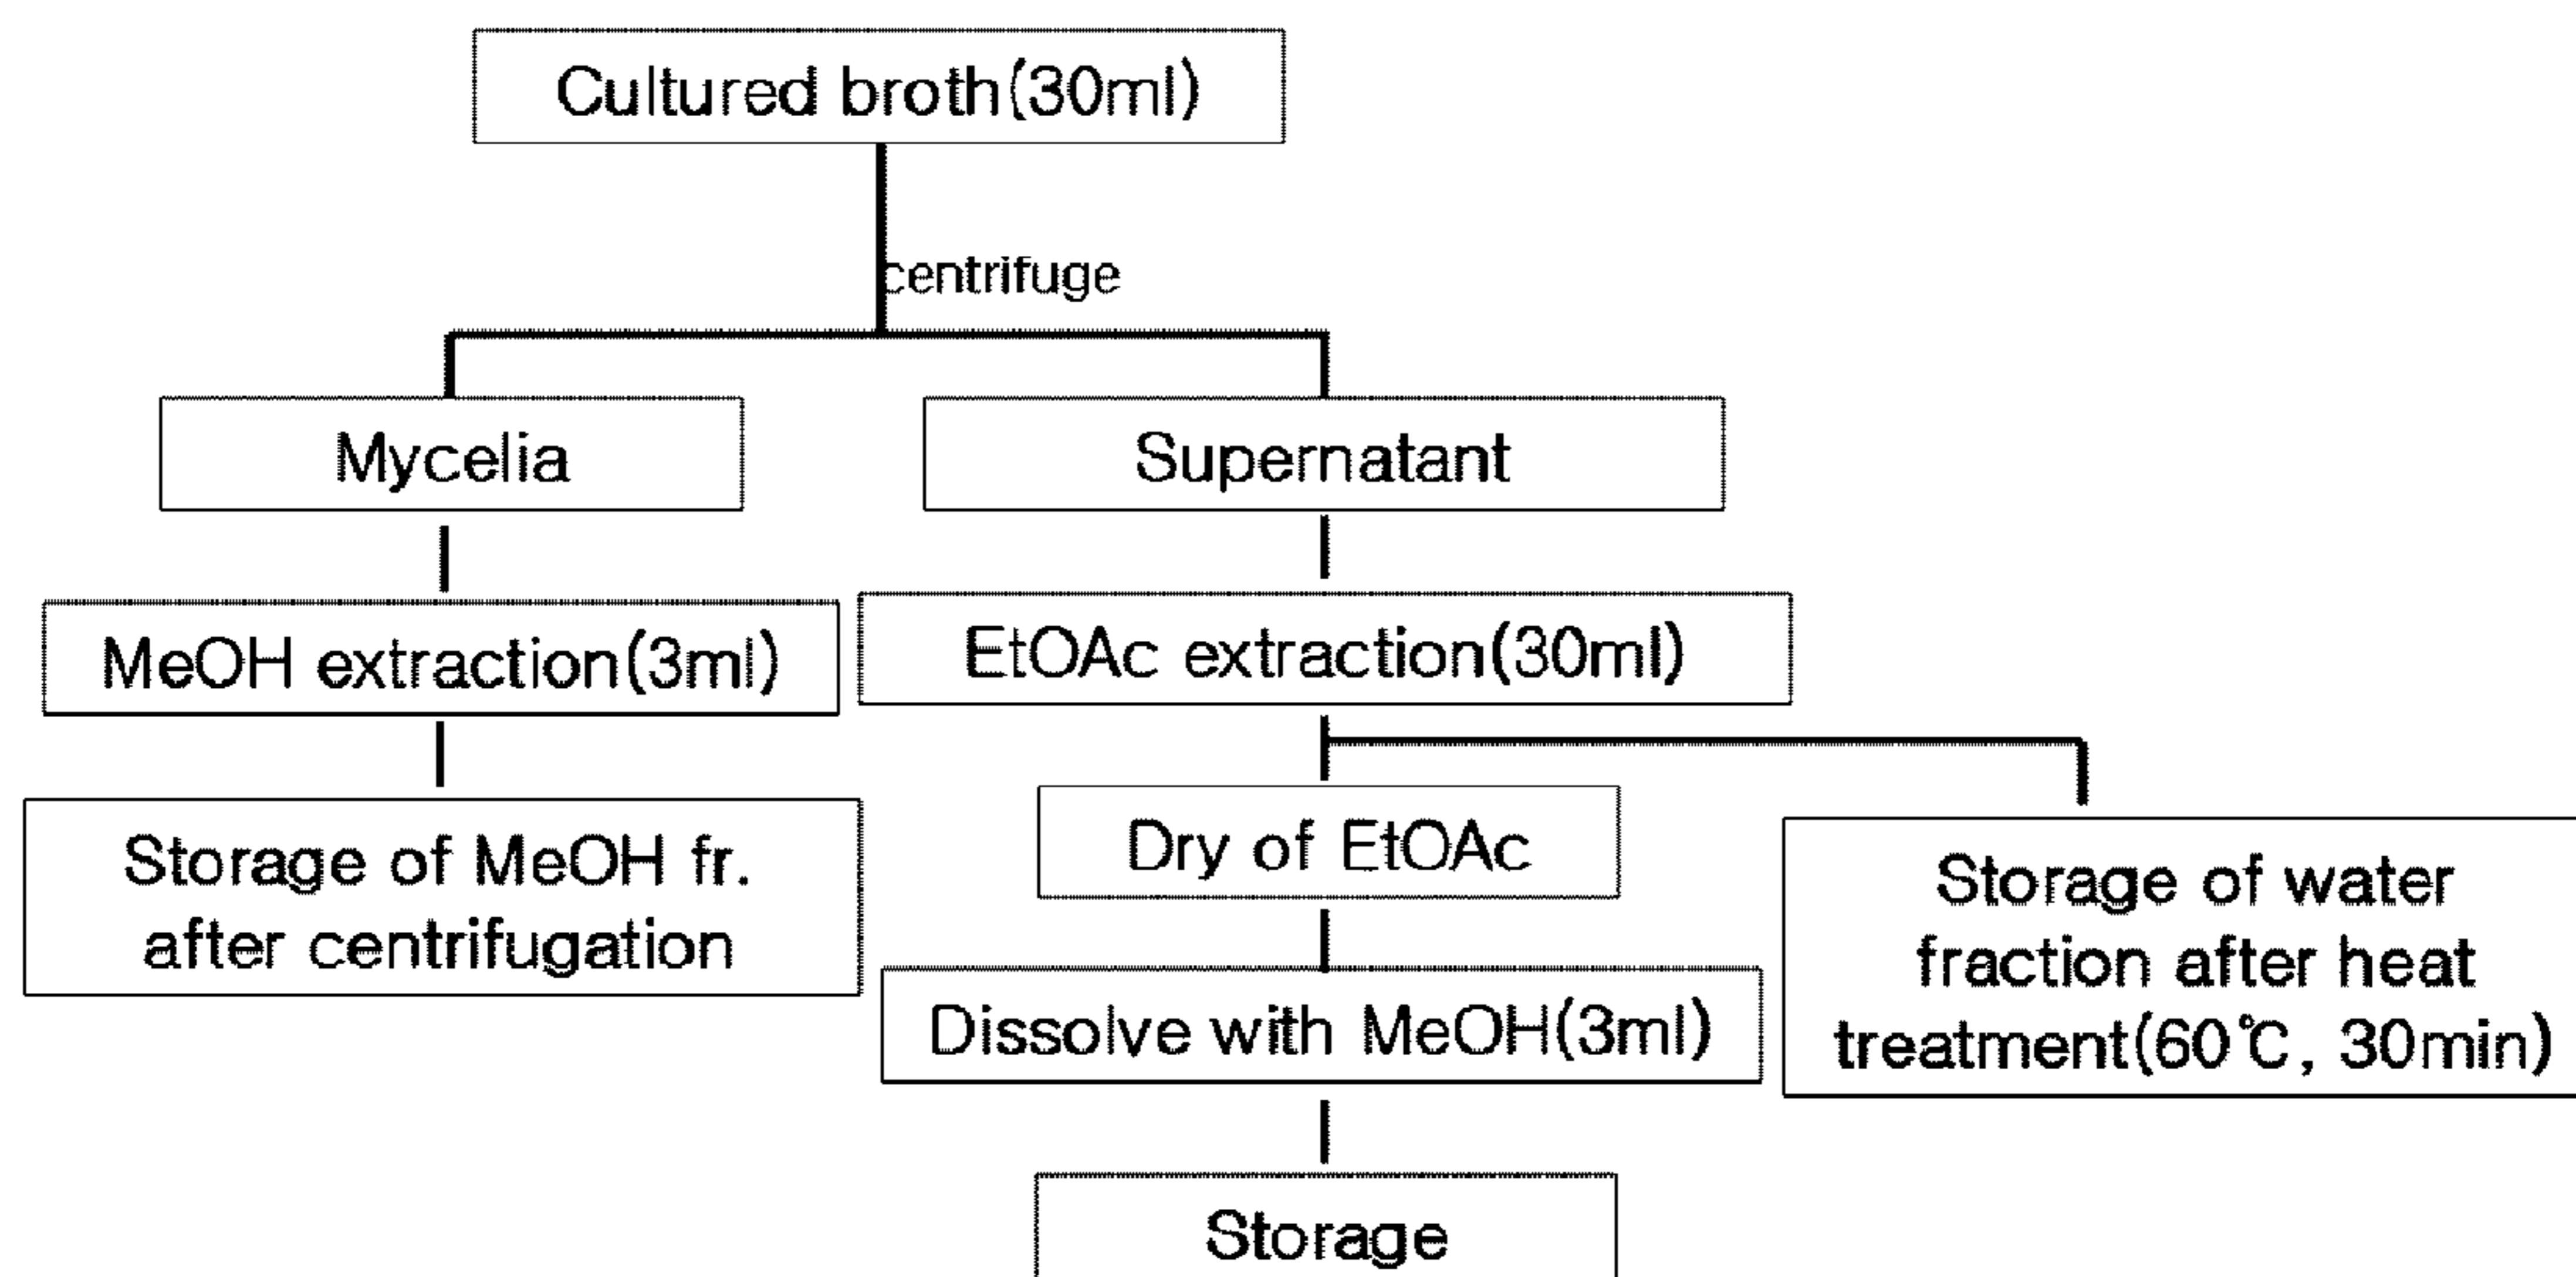 Cultured broth(30ml)
centrifuge
Mycelia
Supernatant
MeOH extraction(3ml)
EtOAc extraction(30ml)
Storage of MeOH fr.
after centrifugation
Dry of EtOAc
Dissolve with MeOH(3ml)
Storage
Storage of water
fraction after heat
treatment(60℃, 30min)